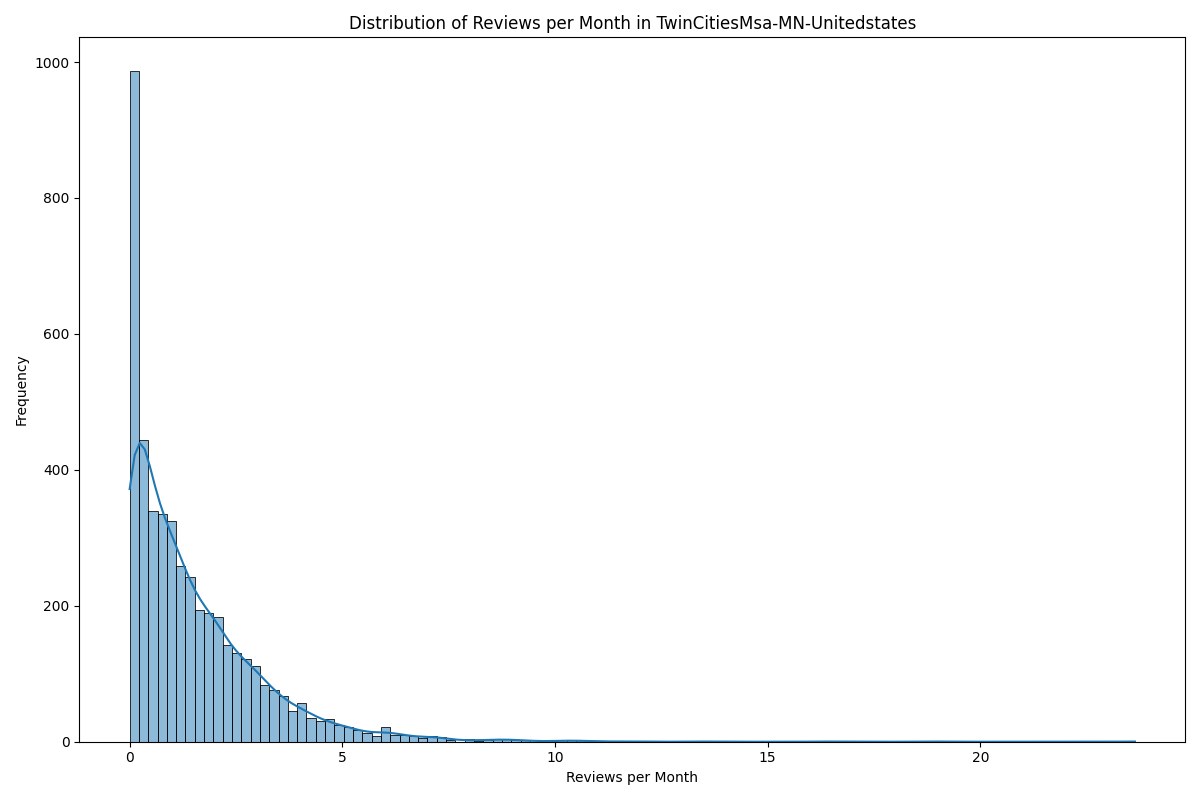 Distribution of Reviews per Month in TwinCitiesMsa-MN-Unitedstates
1000
800
600
400
200
0
Frequency
0 5 10 15 20
Reviews per Month